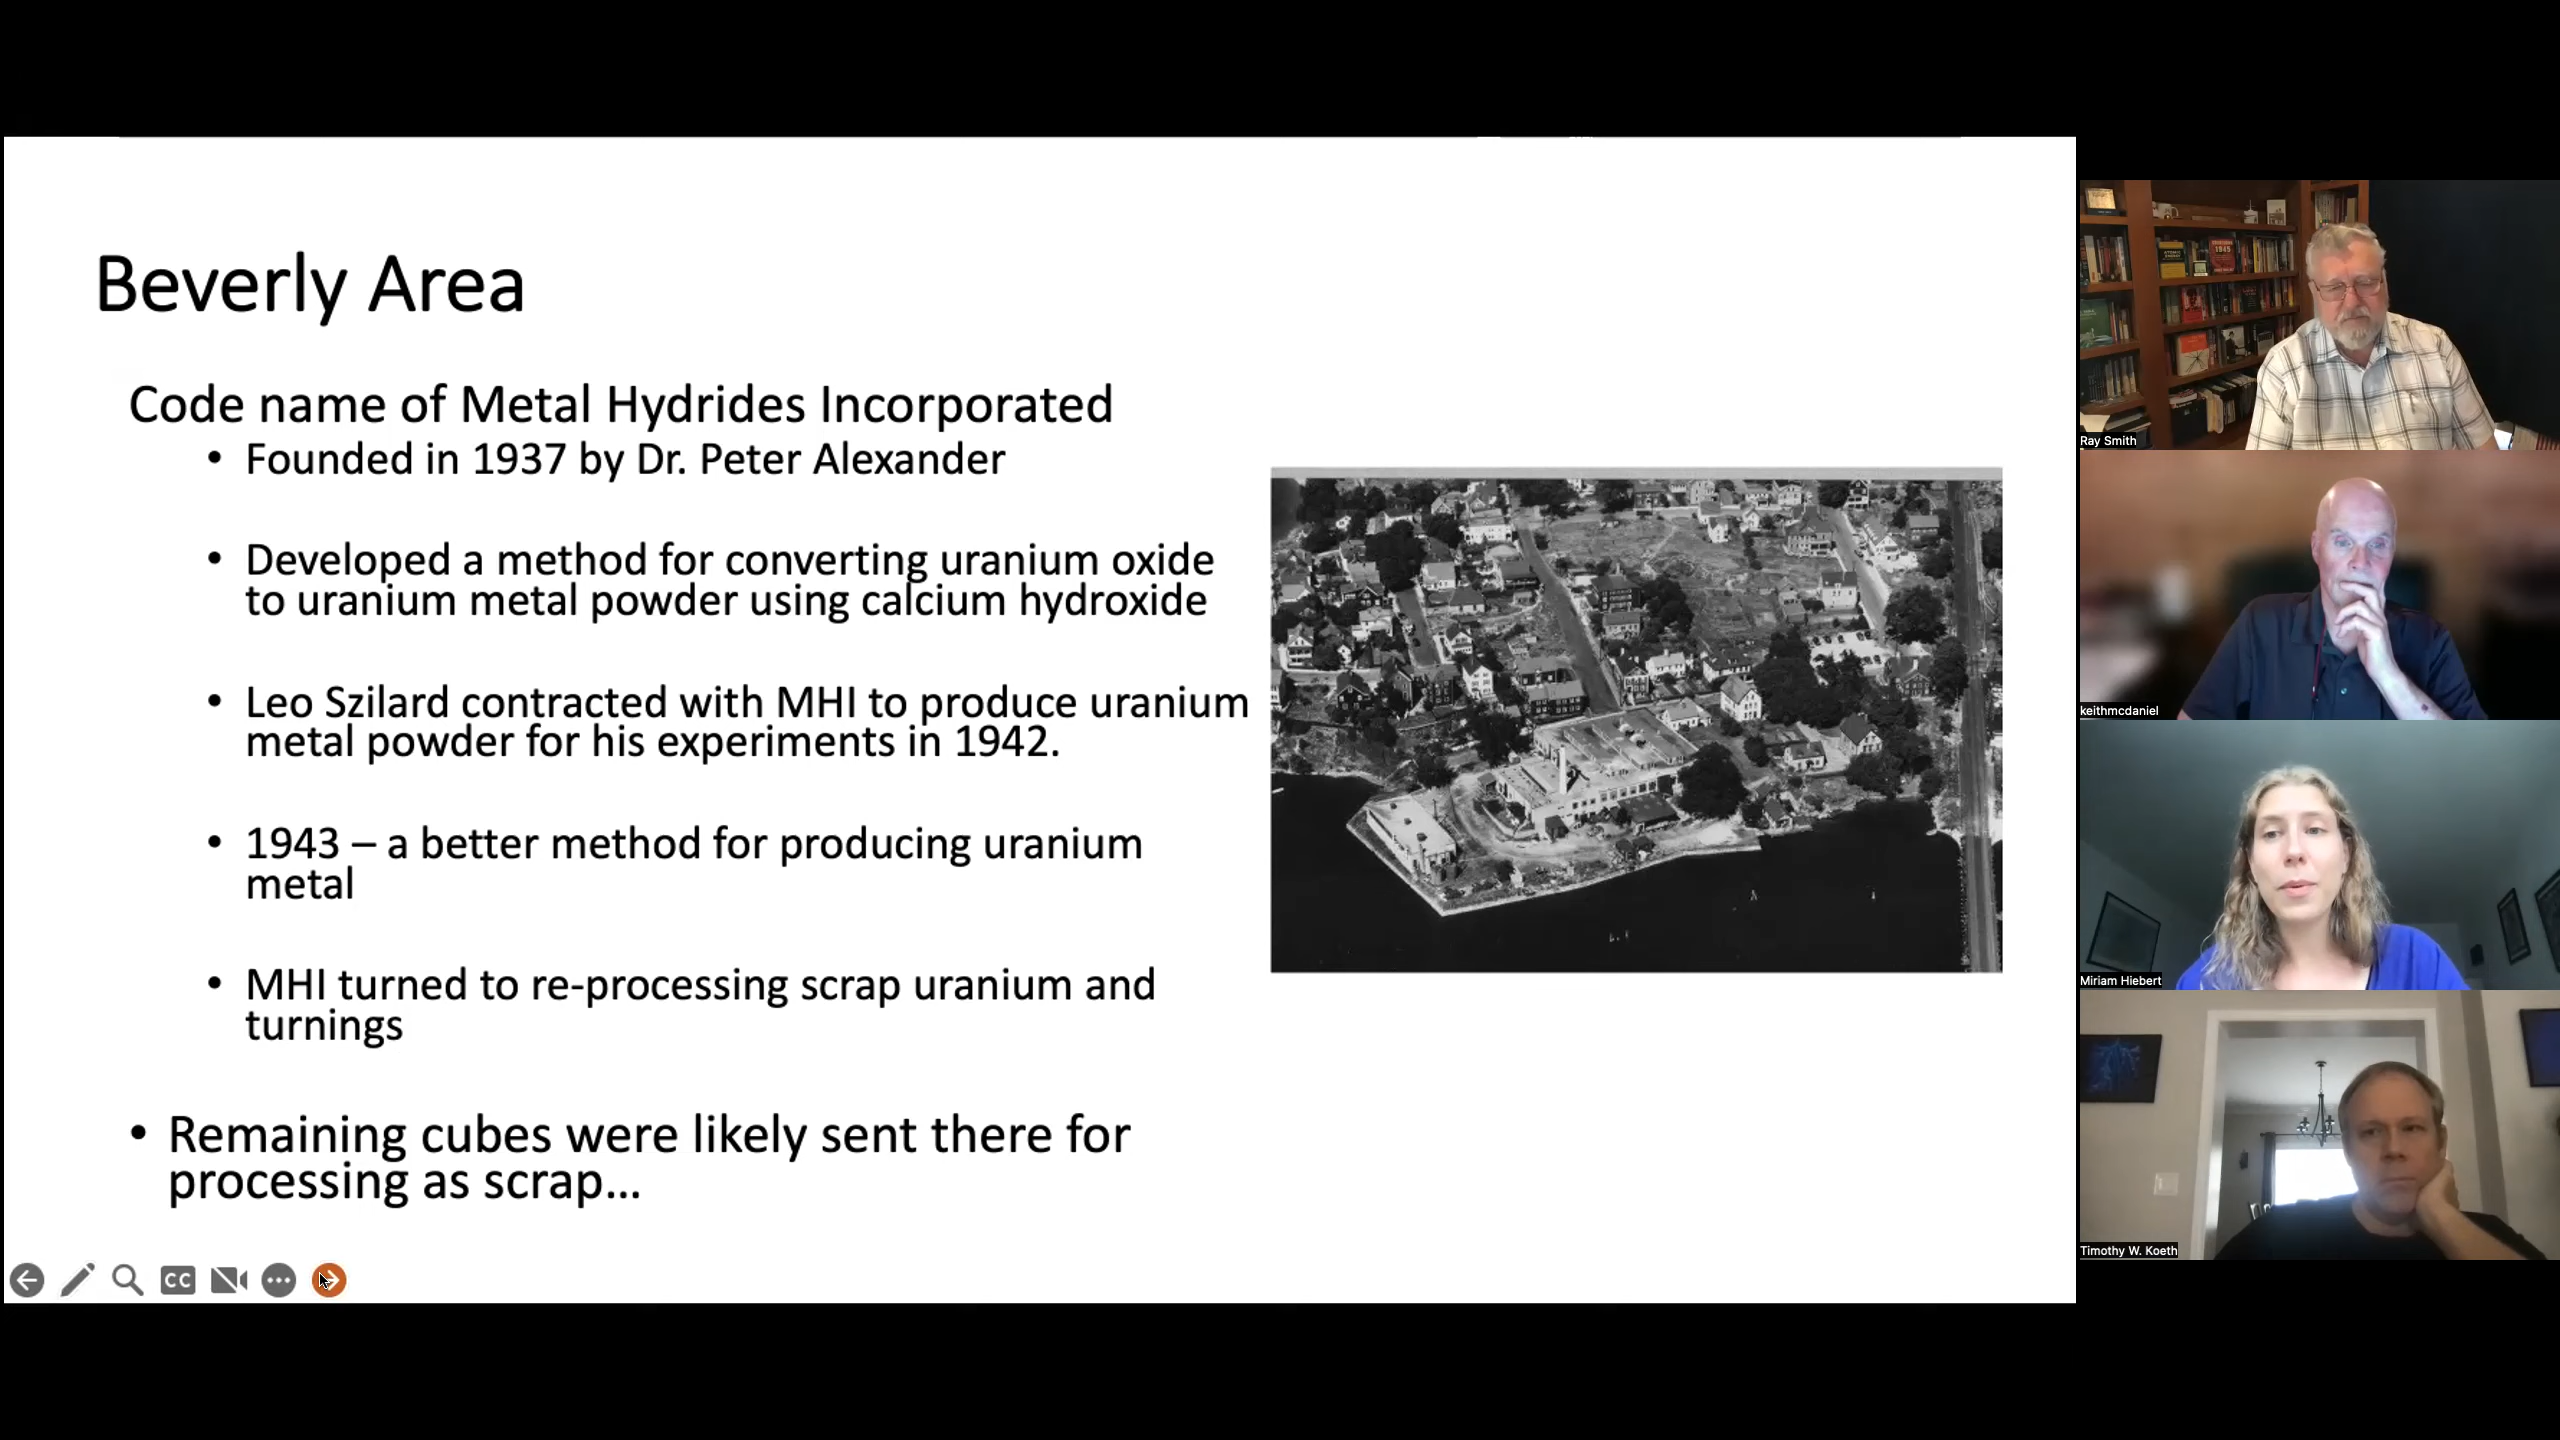 Beverly Area
Code name of Metal Hydrides Incorporated
• Founded in 1937 by Dr. Peter Alexander
• Developed a method for converting uranium oxide
to uranium metal powder using calcium hydroxide
• Leo Szilard contracted with MHI to produce uranium
metal powder for his experiments in 1942.
• 1943 – a better method for producing uranium
metal
• MHI turned to re-processing scrap uranium and
turnings
• Remaining cubes were likely sent there for
processing as scrap...
CC
Ray Smith
keithmcdaniel
Miriam Hiebert
Timothy W. Koeth